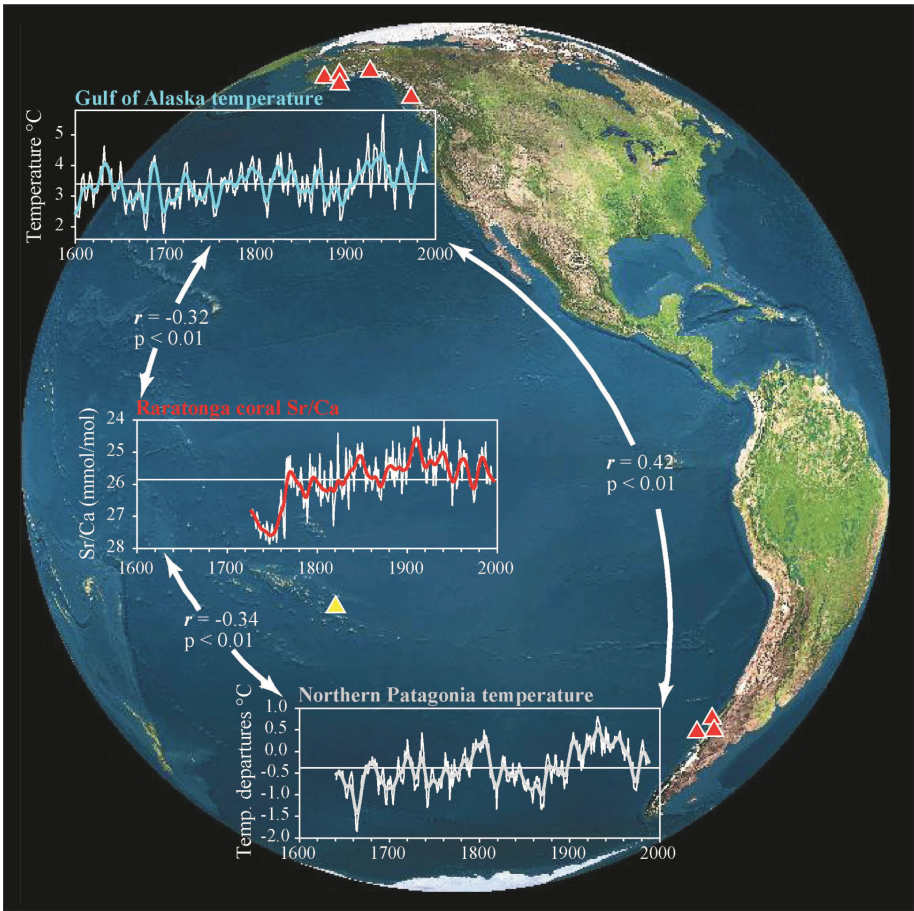 Gulf of Alaska temperature
Temperature °C
5
4
3
2
1600 1700 1800 1900 2000
r = -0.32
p < 0.01
Raratonga coral Sr/Ca
Sr/Ca (mmol/mol)
24
25
26
27
28
1600 1700 1800 1900 2000
r = 0.42
p < 0.01
r = -0.34
p < 0.01
Northern Patagonia temperature
Temp. departures °C
1.0
0.5
0.0
-0.5
-1.0
-1.5
-2.0
1600 1700 1800 1900 2000